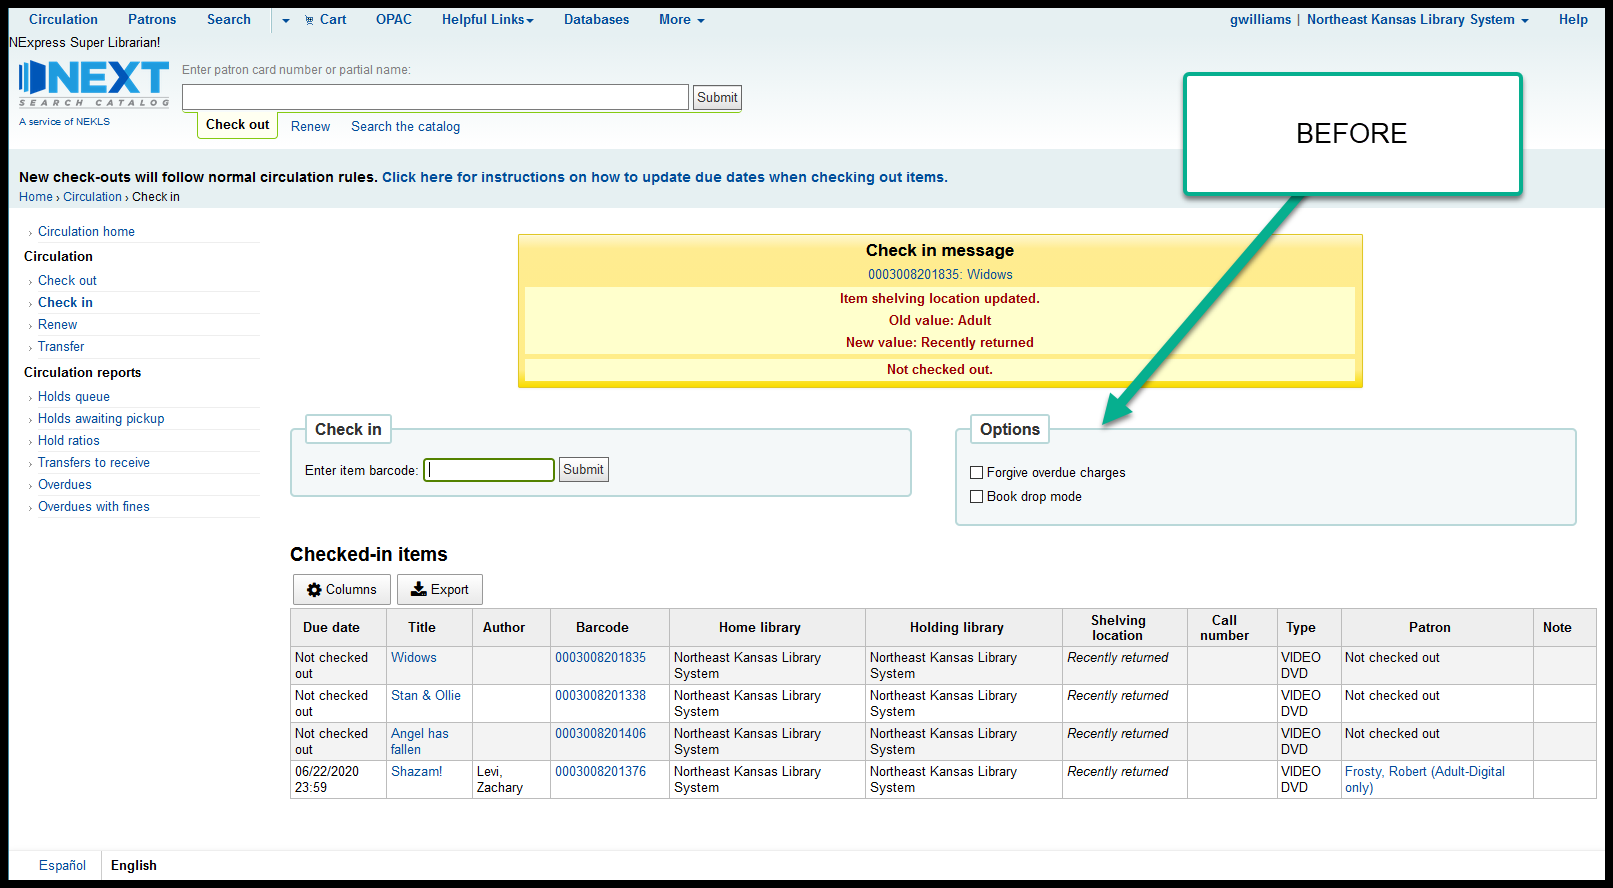 Circulation Patrons Search Cart OPAC Helpful Links Databases More gwilliams | Northeast Kansas Library System Help
NExpress Super Librarian!
NEXT
SEARCH CATALOG
A service of NEKLS
Enter patron card number or partial name:
Submit
Check out Renew Search the catalog
BEFORE
New check-outs will follow normal circulation rules. Click here for instructions on how to update due dates when checking out items.
Home › Circulation › Check in
› Circulation home
Circulation
› Check out
› Check in
› Renew
› Transfer
Circulation reports
› Holds queue
› Holds awaiting pickup
› Hold ratios
› Transfers to receive
› Overdues
› Overdues with fines
Check in message
0003008201835: Widows
Item shelving location updated.
Old value: Adult
New value: Recently returned
Not checked out.
Check in
Enter item barcode: Submit
Options
Forgive overdue charges
Book drop mode
Checked-in items
Columns Export
Due date Title Author Barcode Home library Holding library Shelving location Call number Type Patron Note
Not checked out Widows 0003008201835 Northeast Kansas Library System Northeast Kansas Library System Recently returned VIDEO DVD Not checked out
Not checked out Stan & Ollie 0003008201338 Northeast Kansas Library System Northeast Kansas Library System Recently returned VIDEO DVD Not checked out
Not checked out Angel has fallen 0003008201406 Northeast Kansas Library System Northeast Kansas Library System Recently returned VIDEO DVD Not checked out
06/22/2020 23:59 Shazam! Levi, Zachary 0003008201376 Northeast Kansas Library System Northeast Kansas Library System Recently returned VIDEO DVD Frosty, Robert (Adult-Digital only)
Español English